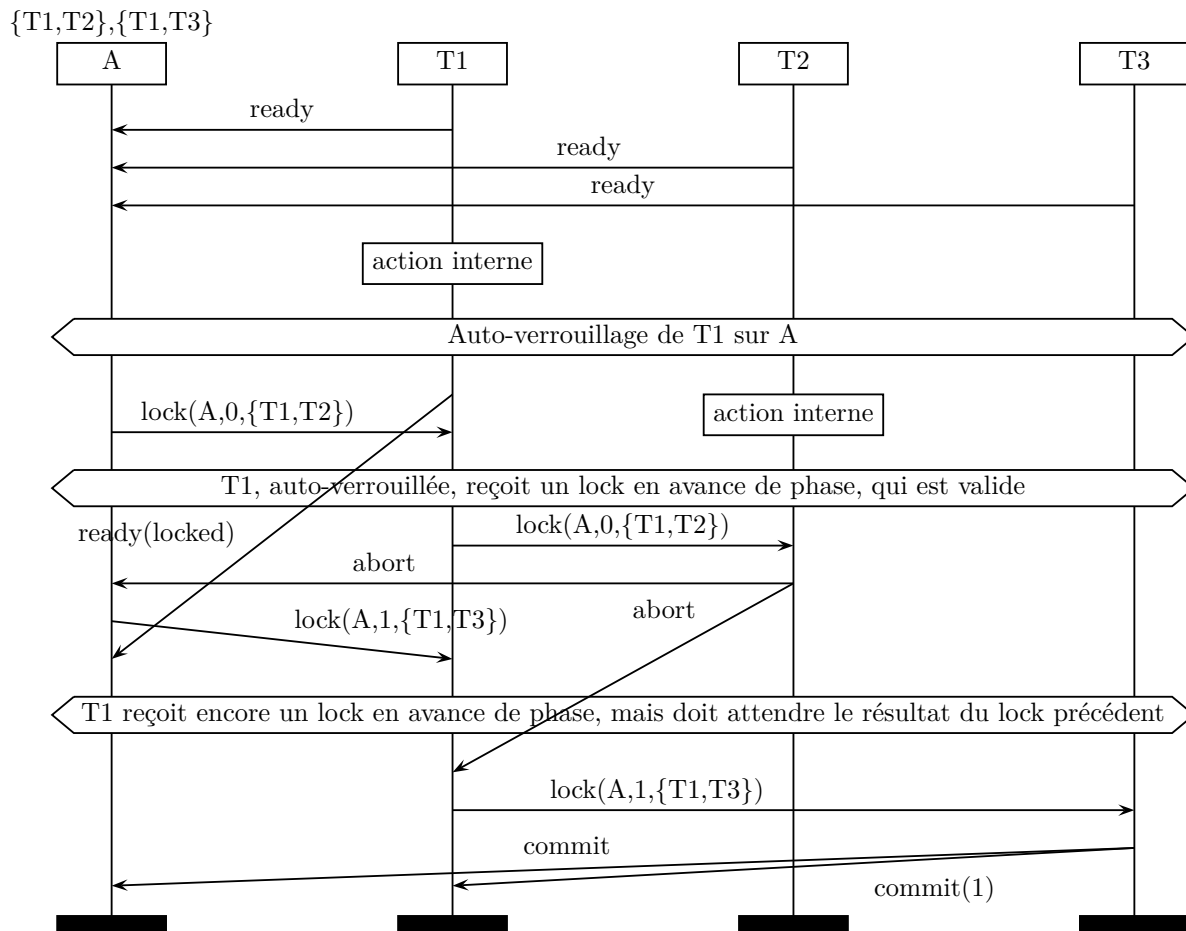 {T1,T2},{T1,T3}
A
T1
T2
T3
ready
ready
ready
action interne
Auto-verrouillage de T1 sur A
lock(A,0,{T1,T2})
action interne
T1, auto-verrouillée, reçoit un lock en avance de phase, qui est valide
lock(A,0,{T1,T2})
ready(locked)
abort
abort
lock(A,1,{T1,T3})
T1 reçoit encore un lock en avance de phase, mais doit attendre le résultat du lock précédent
lock(A,1,{T1,T3})
commit
commit(1)